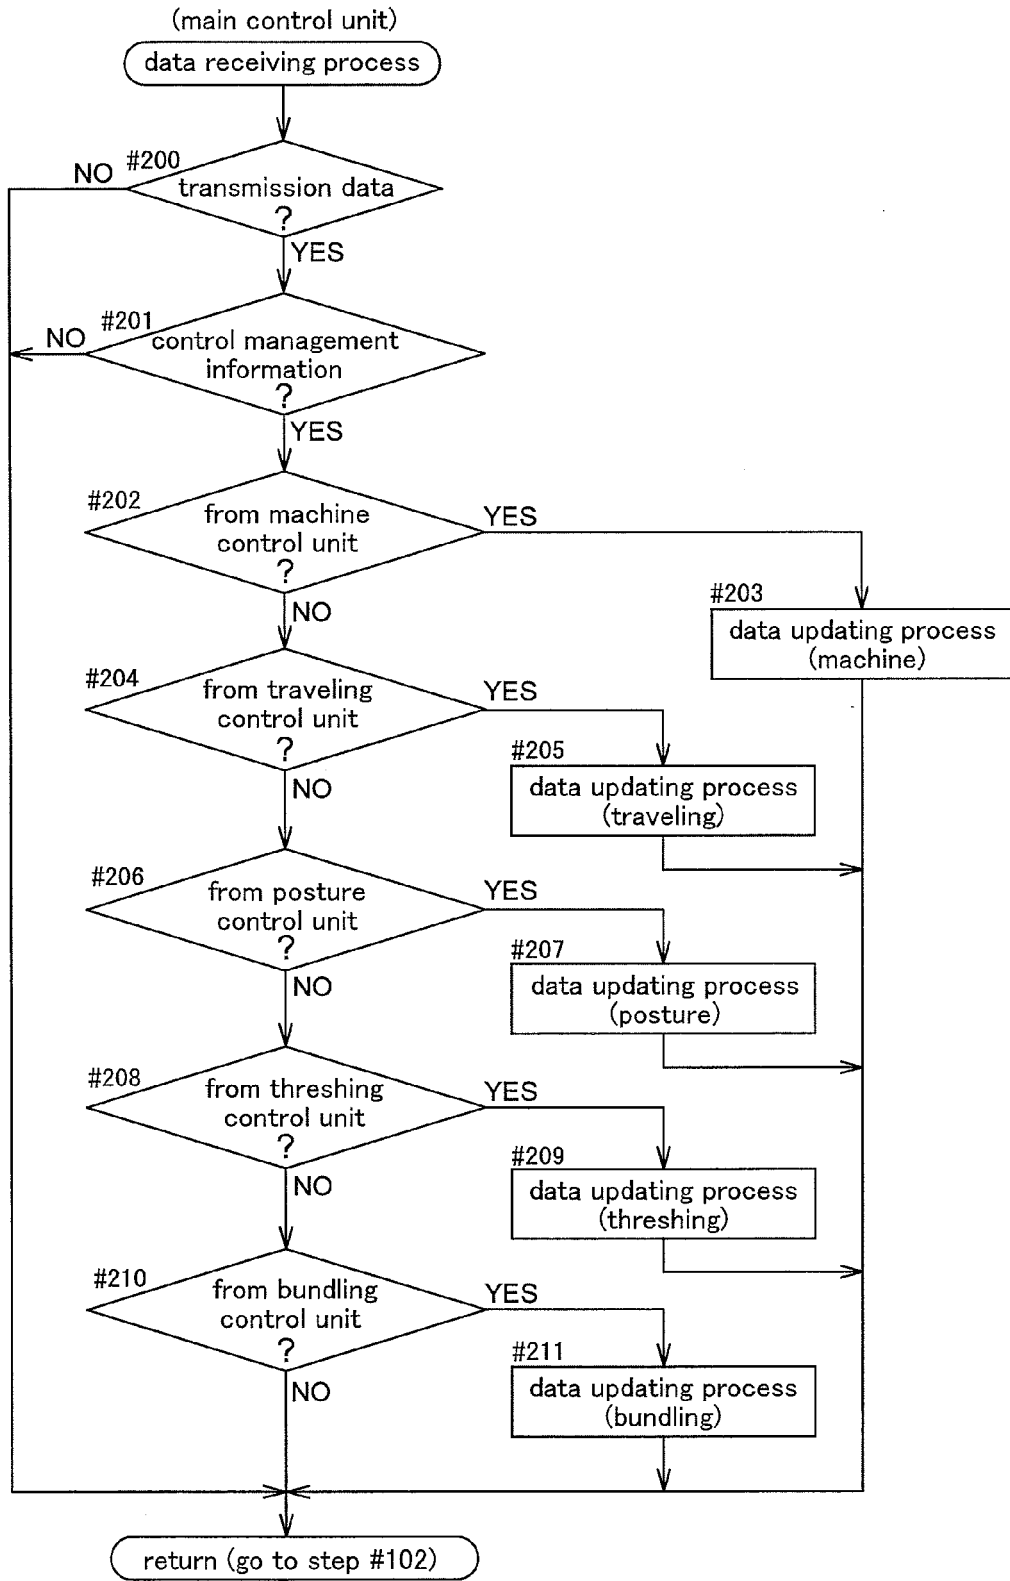 (main control unit)
data receiving process
#200
NO
transmission data
?
YES
#201
NO
control management
information
?
YES
#202
from machine
control unit
?
YES
NO
#203
data updating process
(machine)
#204
from traveling
control unit
?
YES
NO
#205
data updating process
(traveling)
#206
from posture
control unit
?
YES
NO
#207
data updating process
(posture)
#208
from threshing
control unit
?
YES
NO
#209
data updating process
(threshing)
#210
from bundling
control unit
?
YES
NO
#211
data updating process
(bundling)
return (go to step #102)